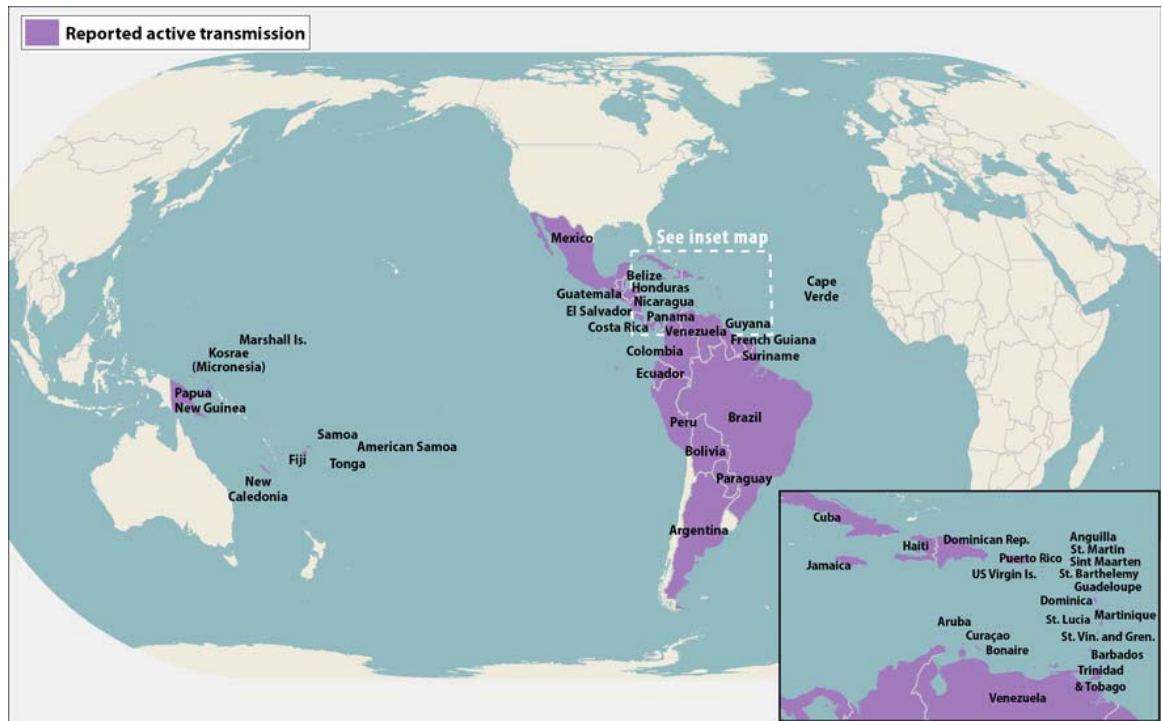 Reported active transmission
See inset map
Mexico
Belize
Honduras
Guatemala
Nicaragua
El Salvador
Panama
Costa Rica
Venezuela
Guyana
French Guiana
Suriname
Colombia
Ecuador
Peru
Brazil
Bolivia
Paraguay
Argentina
Cape
Verde
Marshall Is.
Kosrae
(Micronesia)
Papua
New Guinea
Samoa
American Samoa
Fiji
Tonga
New
Caledonia
Cuba
Jamaica
Haiti
Dominican Rep.
Puerto Rico
US Virgin Is.
Anguilla
St. Martin
Sint Maarten
St. Barthelemy
Guadeloupe
Dominica
Martinique
St. Lucia
St. Vin. and Gren.
Barbados
Aruba
Curaçao
Bonaire
Trinidad
& Tobago
Venezuela